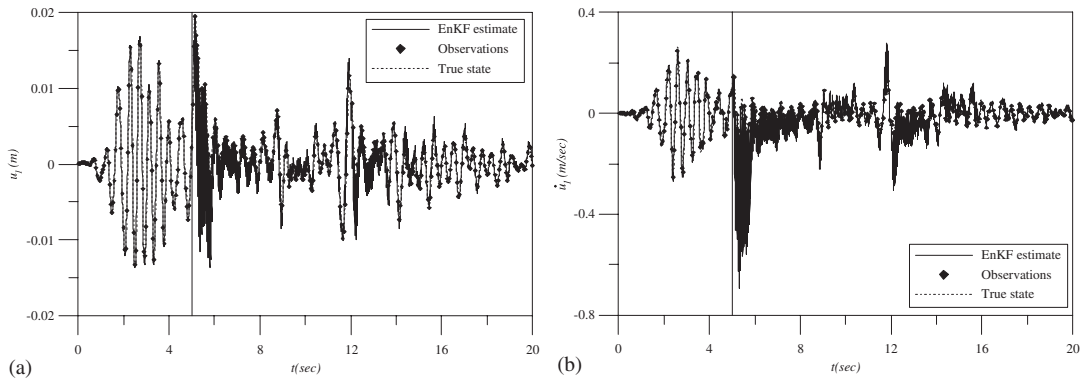 0.02
0.01
0
-0.01
-0.02
u₁ (m)
EnKF estimate
Observations
True state
0 4 8 12 16 20
t(sec)
(a)
0.4
0
-0.4
-0.8
u̇₁ (m/sec)
EnKF estimate
Observations
True state
0 4 8 12 16 20
t(sec)
(b)